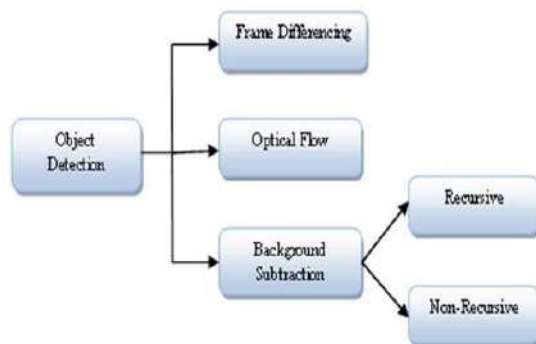 Frame Differencing
Object
Detection
Optical Flow
Background
Subtraction
Recursive
Non-Recursive